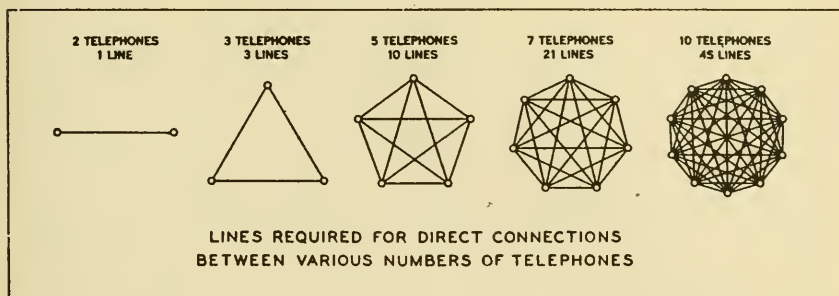 2 TELEPHONES
1 LINE
3 TELEPHONES
3 LINES
5 TELEPHONES
10 LINES
7 TELEPHONES
21 LINES
10 TELEPHONES
45 LINES
LINES REQUIRED FOR DIRECT CONNECTIONS
BETWEEN VARIOUS NUMBERS OF TELEPHONES